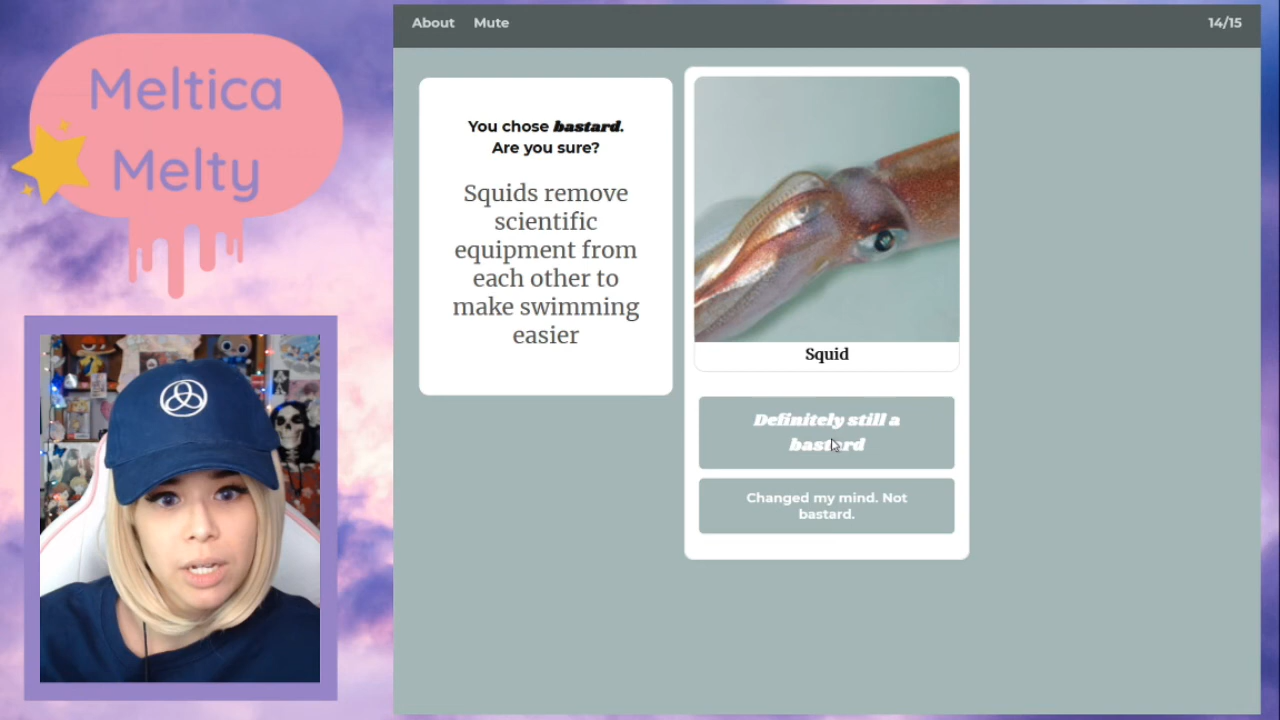 Meltica
Melty
About Mute 14/15
You chose bastard.
Are you sure?
Squids remove
scientific
equipment from
each other to
make swimming
easier
Squid
Definitely still a
bastard
Changed my mind. Not
bastard.